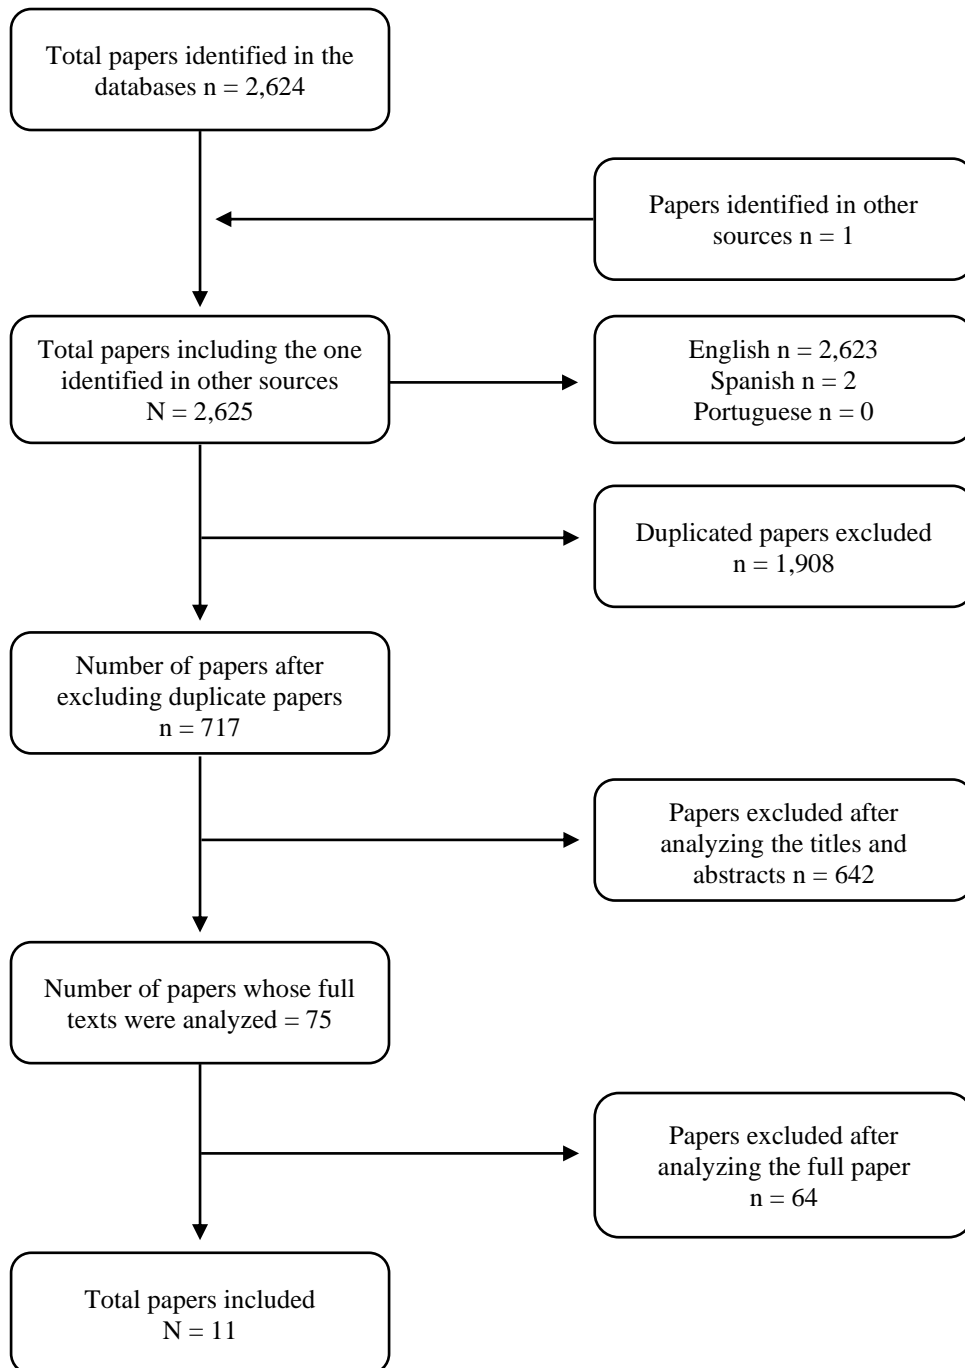 Total papers identified in the
databases n = 2,624
Papers identified in other
sources n = 1
Total papers including the one
identified in other sources
N = 2,625
English n = 2,623
Spanish n = 2
Portuguese n = 0
Duplicated papers excluded
n = 1,908
Number of papers after
excluding duplicate papers
n = 717
Papers excluded after
analyzing the titles and
abstracts n = 642
Number of papers whose full
texts were analyzed = 75
Papers excluded after
analyzing the full paper
n = 64
Total papers included
N = 11